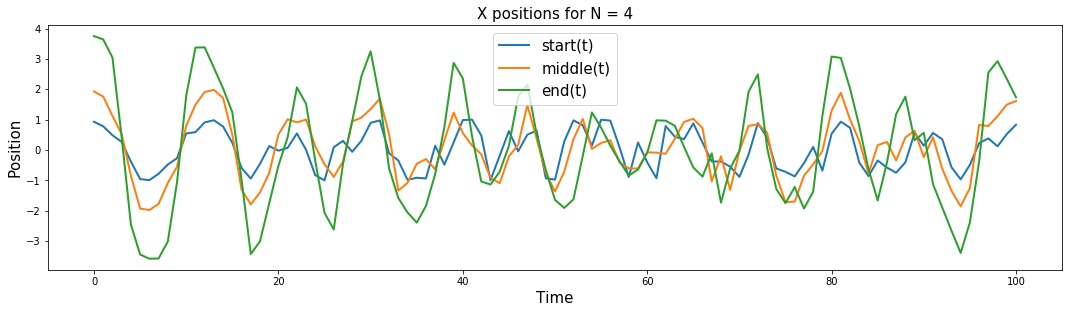 X positions for N = 4
start(t)
middle(t)
end(t)
Position
4
3
2
1
0
−1
−2
−3
0
20
40
60
80
100
Time